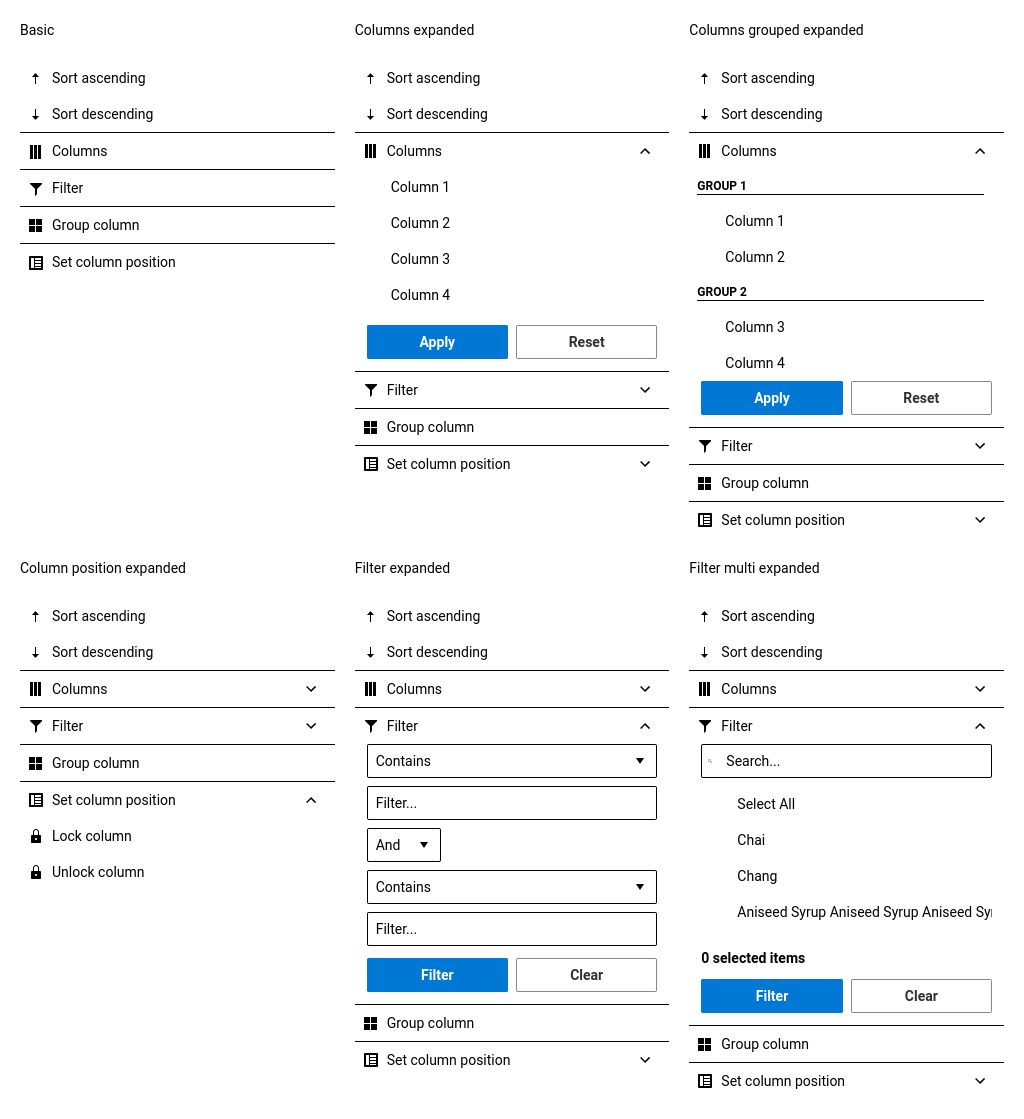 Basic
Sort ascending
Sort descending
Columns
Filter
Group column
Set column position
Columns expanded
Sort ascending
Sort descending
Columns
Column 1
Column 2
Column 3
Column 4
Apply Reset
Filter
Group column
Set column position
Columns grouped expanded
Sort ascending
Sort descending
Columns
GROUP 1
Column 1
Column 2
GROUP 2
Column 3
Column 4
Apply Reset
Filter
Group column
Set column position
Column position expanded
Sort ascending
Sort descending
Columns
Filter
Group column
Set column position
Lock column
Unlock column
Filter expanded
Sort ascending
Sort descending
Columns
Filter
Contains
Filter...
And
Contains
Filter...
Filter Clear
Group column
Set column position
Filter multi expanded
Sort ascending
Sort descending
Columns
Filter
Search...
Select All
Chai
Chang
Aniseed Syrup Aniseed Syrup Aniseed Sy
0 selected items
Filter Clear
Group column
Set column position